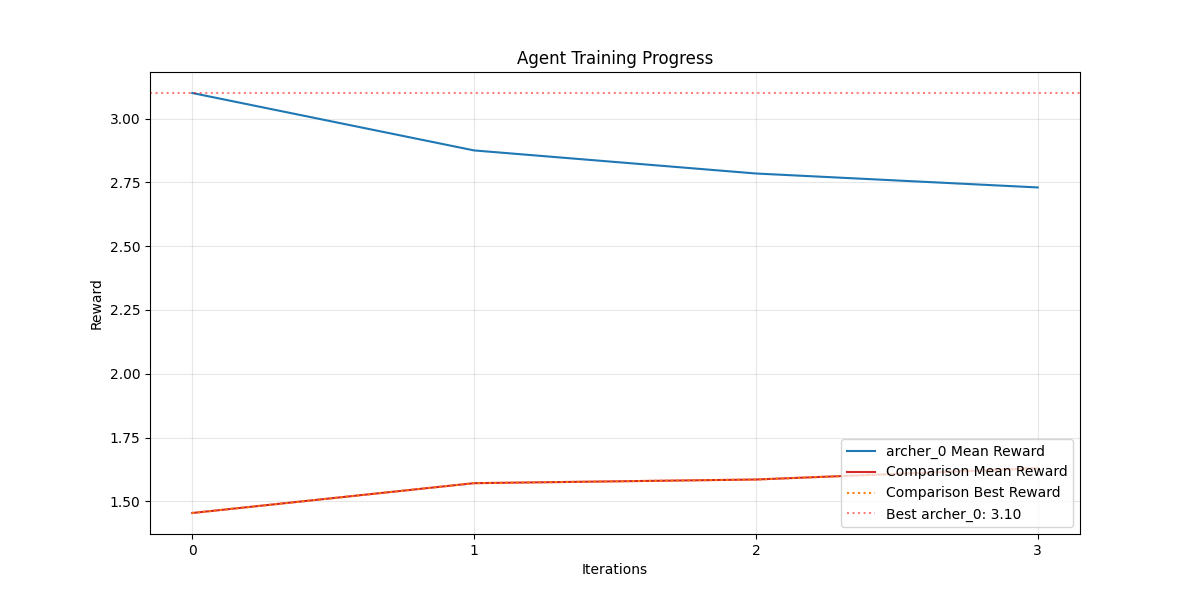 Agent Training Progress
Reward
3.00
2.75
2.50
2.25
2.00
1.75
1.50
archer_0 Mean Reward
Comparison Mean Reward
Comparison Best Reward
Best archer_0: 3.10
0 1 2 3
Iterations